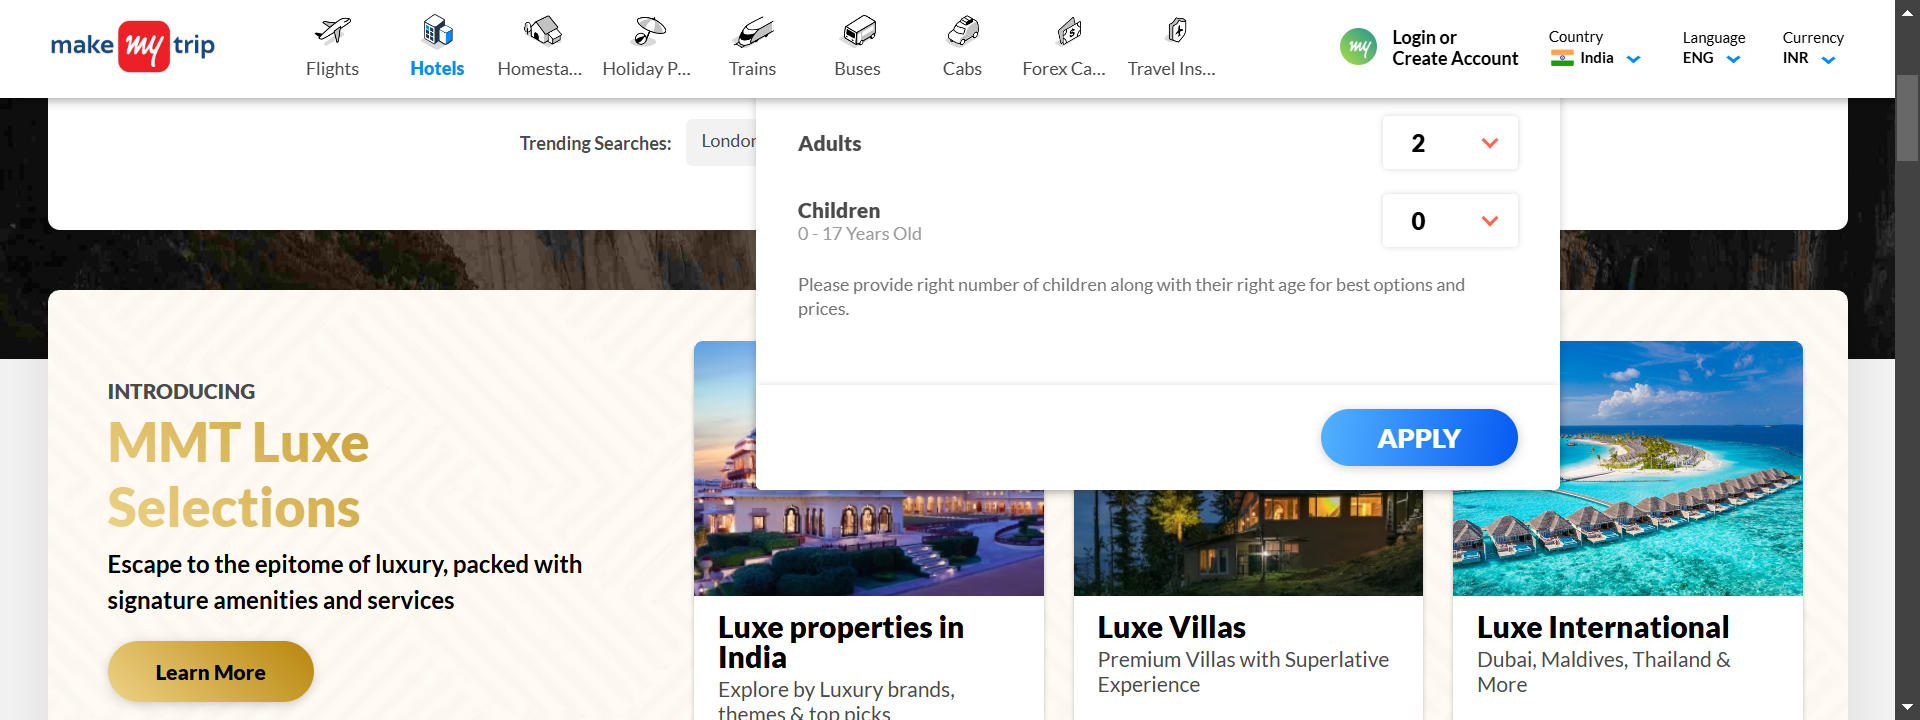 make my trip
Flights
Hotels
Homesta...
Holiday P...
Trains
Buses
Cabs
Forex Ca...
Travel Ins...
my
Login or
Create Account
Country
India
Language
ENG
Currency
INR
Trending Searches:
London
Adults
2
Children
0
0 - 17 Years Old
Please provide right number of children along with their right age for best options and
prices.
APPLY
INTRODUCING
MMT Luxe
Selections
Escape to the epitome of luxury, packed with
signature amenities and services
Learn More
Luxe properties in
India
Explore by Luxury brands,
themes & top picks
Luxe Villas
Premium Villas with Superlative
Experience
Luxe International
Dubai, Maldives, Thailand &
More